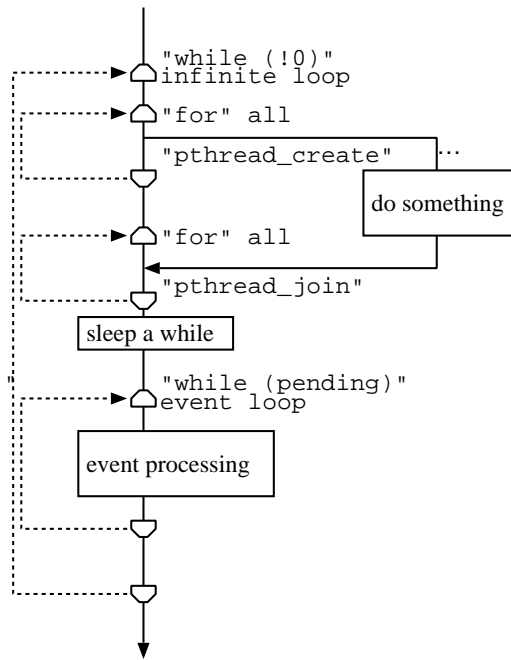 "while (!0)"
infinite loop
"for" all
...
"pthread_create"
do something
"for" all
"pthread_join"
sleep a while
"while (pending)"
event loop
event processing